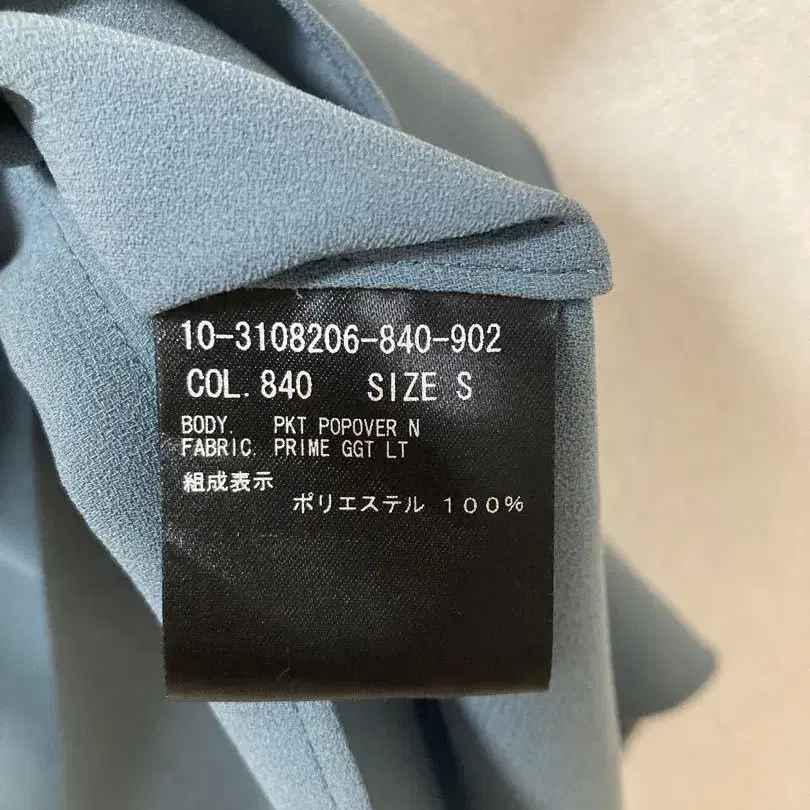 10-3108206-840-902
COL. 840 SIZE S
BODY. PKT POPOVER N
FABRIC. PRIME GGT LT
組成表示
ポリエステル １００％